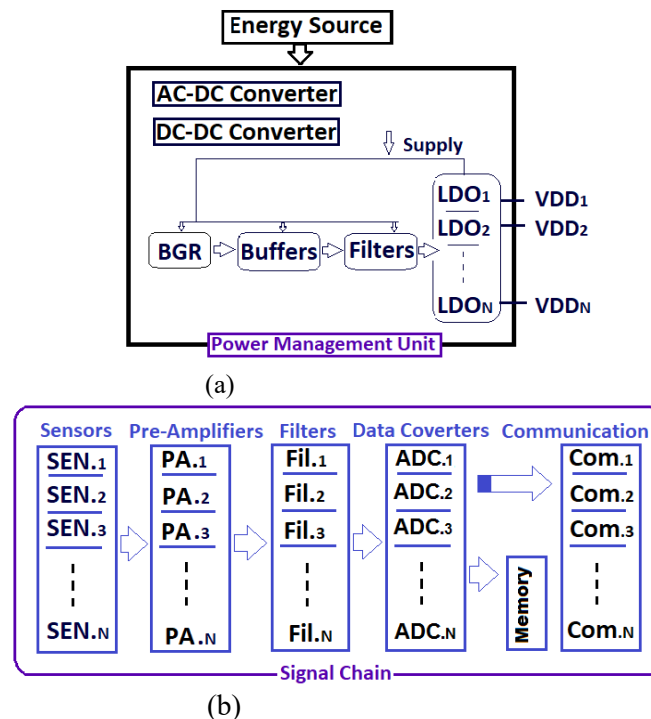 Energy Source
AC-DC Converter
DC-DC Converter
Supply
LDO1
VDD1
LDO2
VDD2
BGR
Buffers
Filters
LDON
VDDN
Power Management Unit
(a)
Sensors Pre-Amplifiers Filters Data Coverters Communication
SEN.1 PA.1 Fil.1 ADC.1 Com.1
SEN.2 PA.2 Fil.2 ADC.2 Com.2
SEN.3 PA.3 Fil.3 ADC.3 Com.3
Memory
SEN.N PA.N Fil.N ADC.N Com.N
Signal Chain
(b)